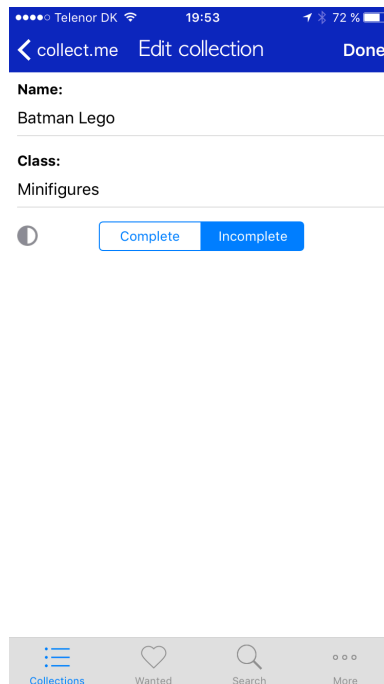 Telenor DK 19:53 72 %
collect.me Edit collection Done
Name:
Batman Lego
Class:
Minifigures
Complete Incomplete
Collections Wanted Search More